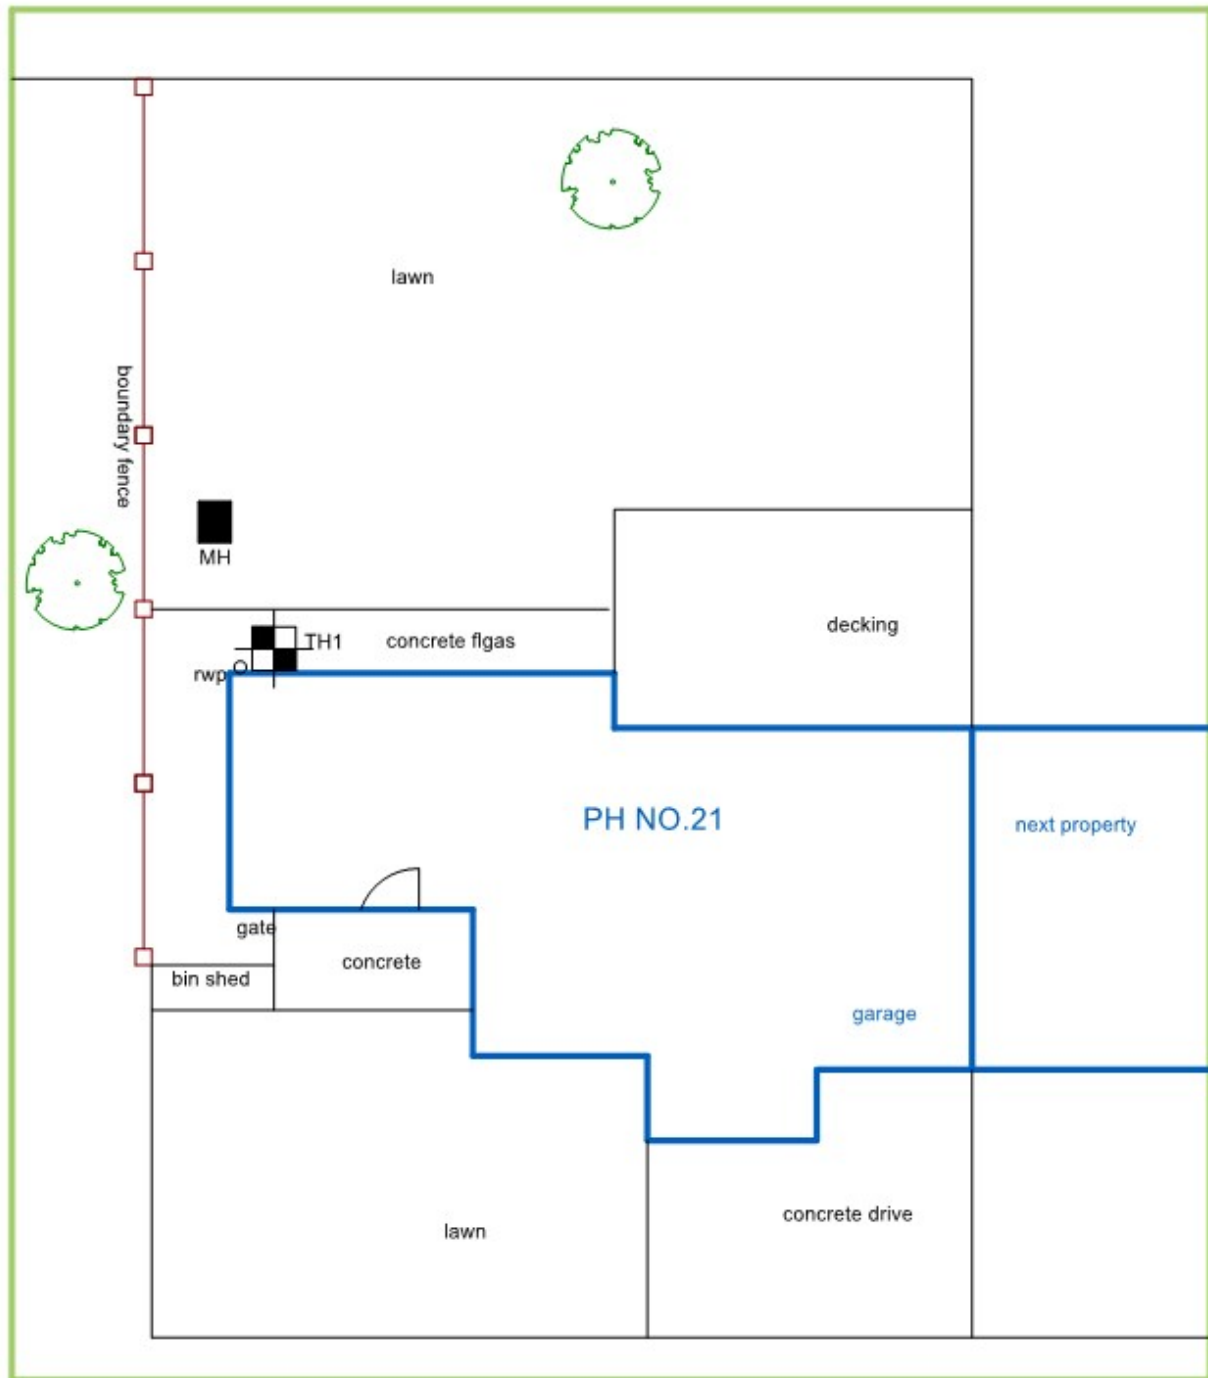 lawn
boundary fence
MH
decking
TH1
concrete flgas
rwp
PH NO.21
next property
gate
concrete
bin shed
garage
concrete drive
lawn